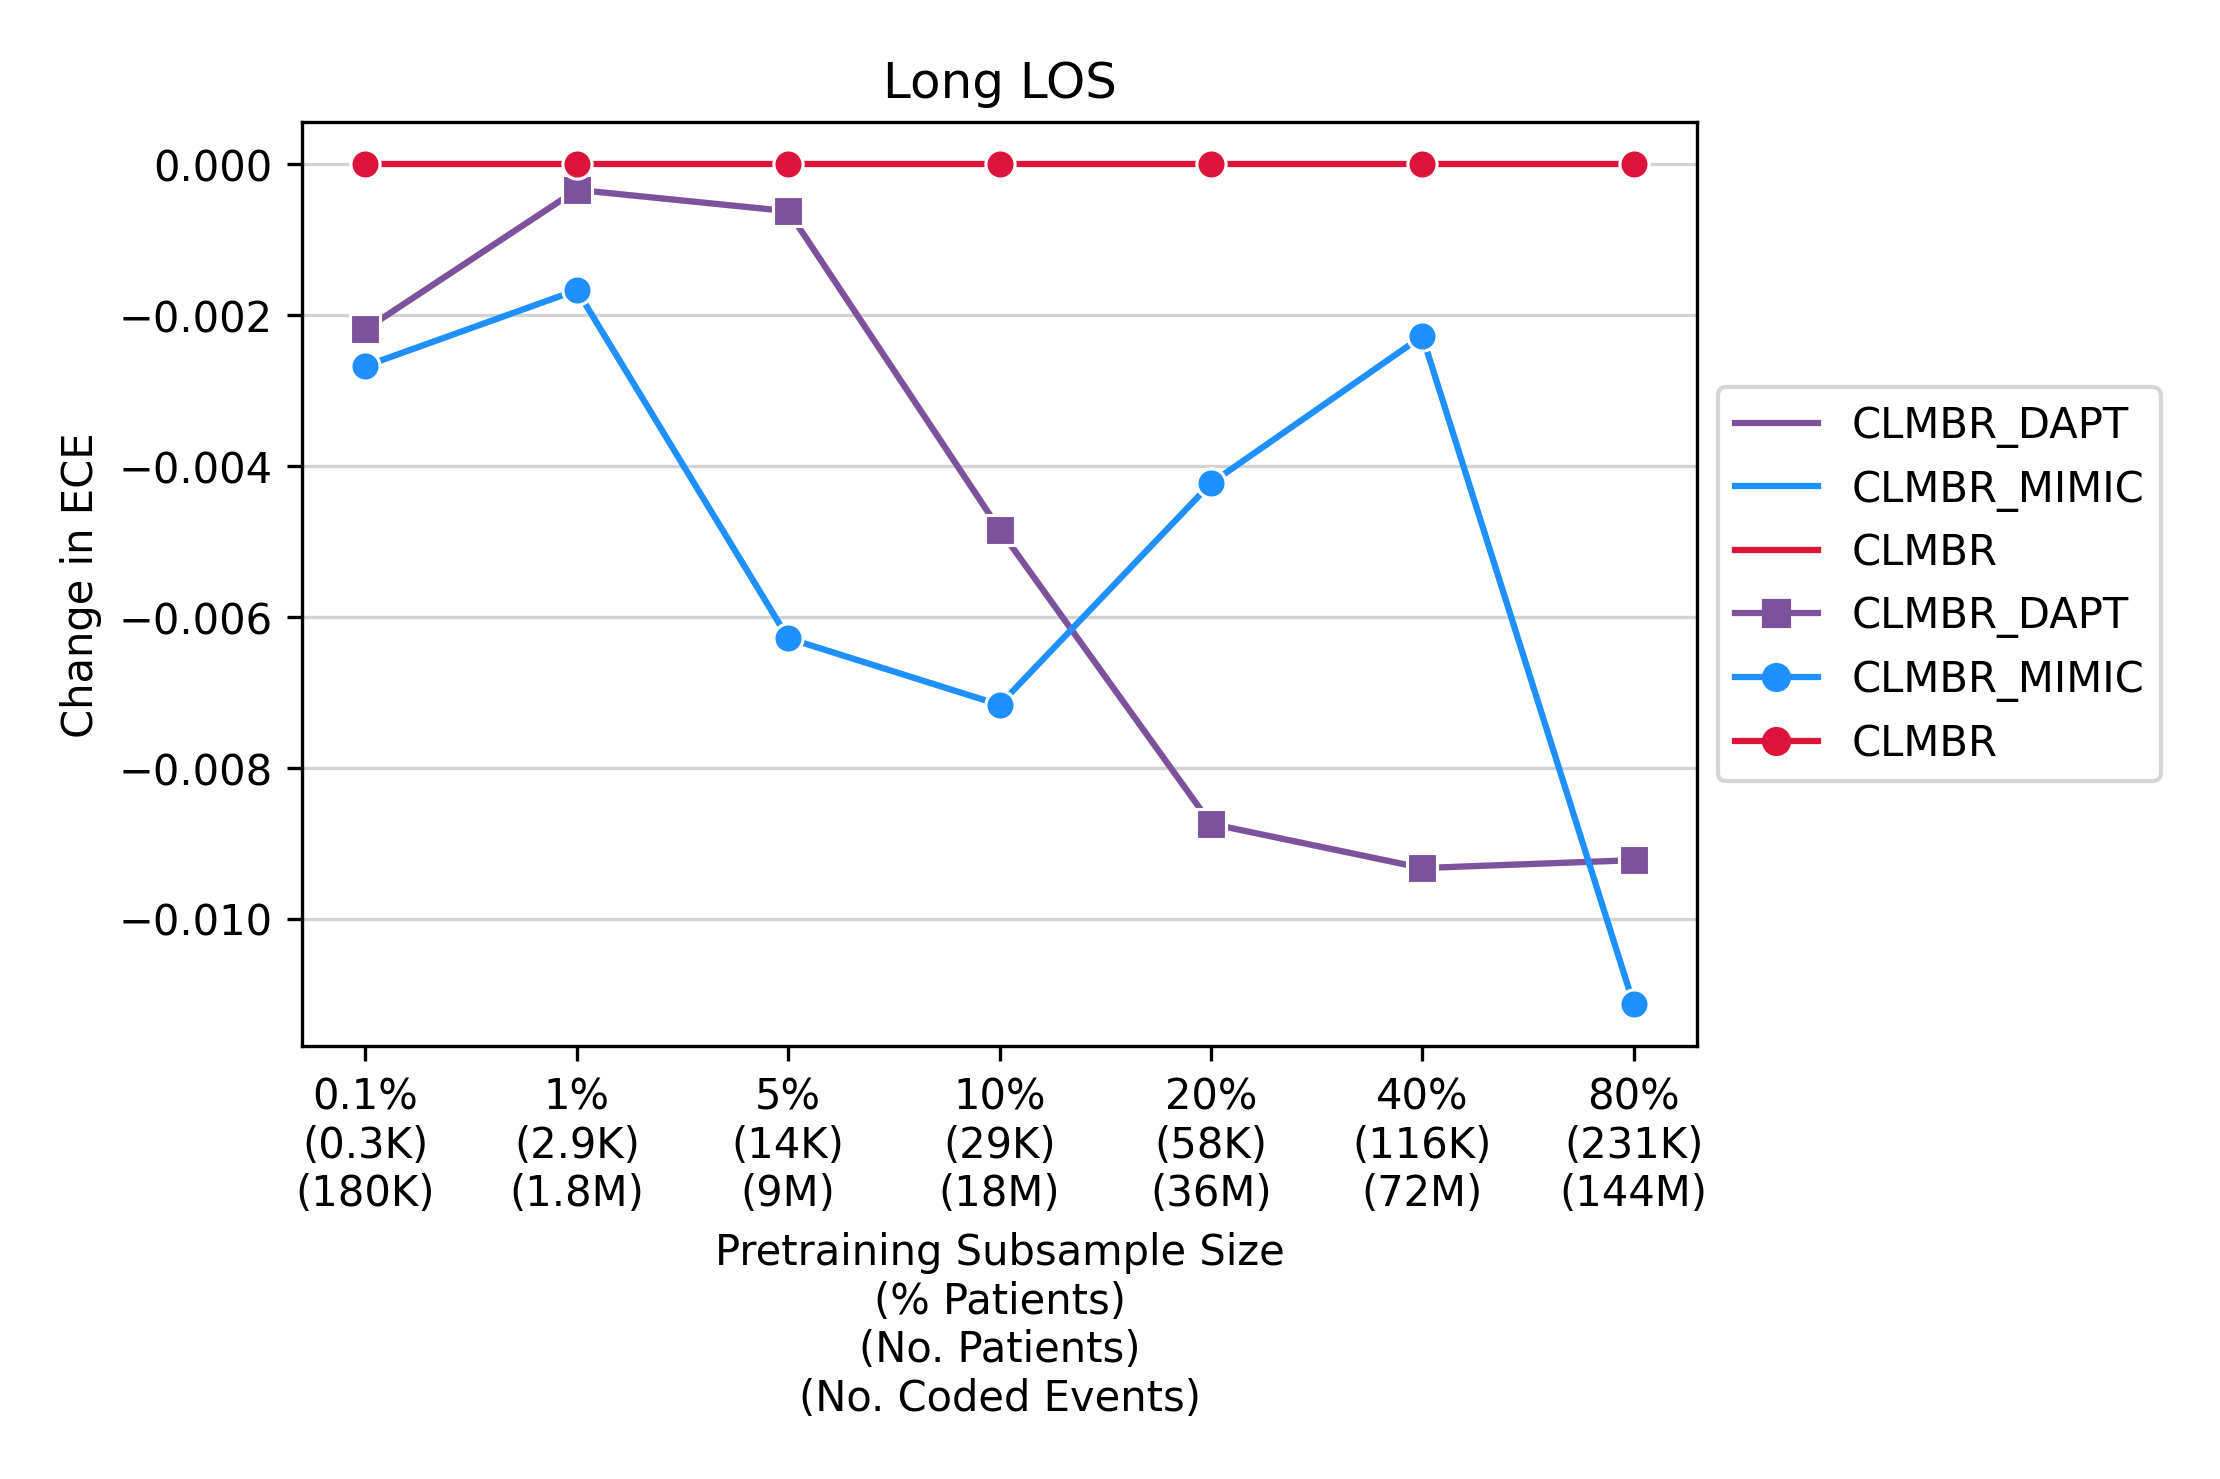 Long LOS
Change in ECE
0.000
−0.002
−0.004
−0.006
−0.008
−0.010
CLMBR_DAPT
CLMBR_MIMIC
CLMBR
CLMBR_DAPT
CLMBR_MIMIC
CLMBR
0.1% 1% 5% 10% 20% 40% 80%
(0.3K) (2.9K) (14K) (29K) (58K) (116K) (231K)
(180K) (1.8M) (9M) (18M) (36M) (72M) (144M)
Pretraining Subsample Size
(% Patients)
(No. Patients)
(No. Coded Events)